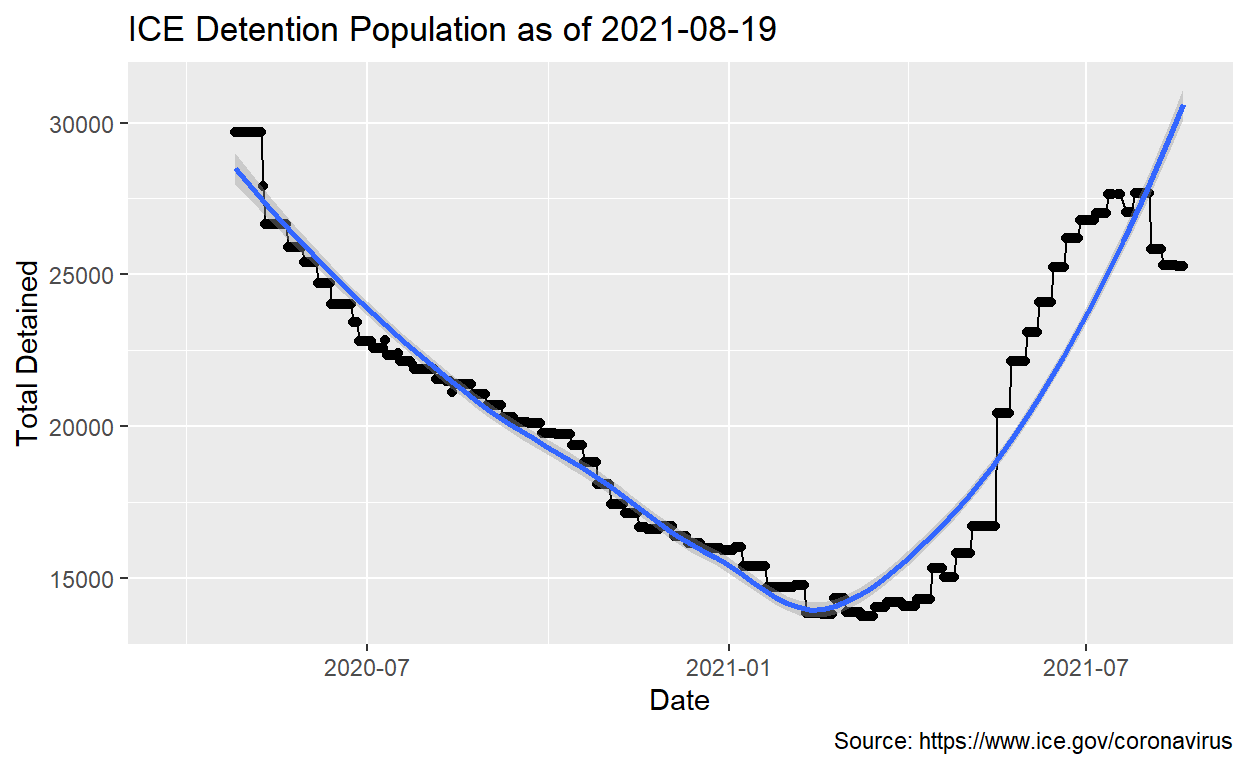 ICE Detention Population as of 2021-08-19
Total Detained
30000
25000
20000
15000
2020-07
2021-01
2021-07
Date
Source: https://www.ice.gov/coronavirus